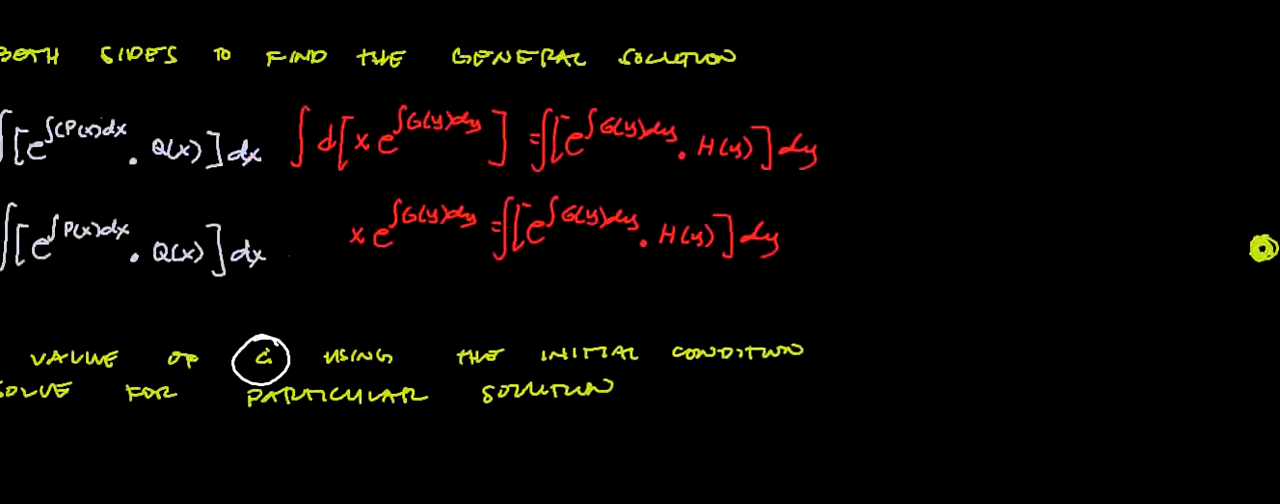 BOTH SIDES TO FIND THE GENERAL SOLUTION
∫[e^{∫(P(x)dx} . Q(x)]dx ∫d[x e^{∫G(y)dy}] = ∫[e^{∫G(y)dy} . H(y)]dy
∫[e^{∫P(x)dx} . Q(x)]dx x e^{∫G(y)dy} = ∫[e^{∫G(y)dy} . H(y)]dy
VALUE OF C USING THE INITIAL CONDITION
SOLVE FOR PARTICULAR SOLUTION